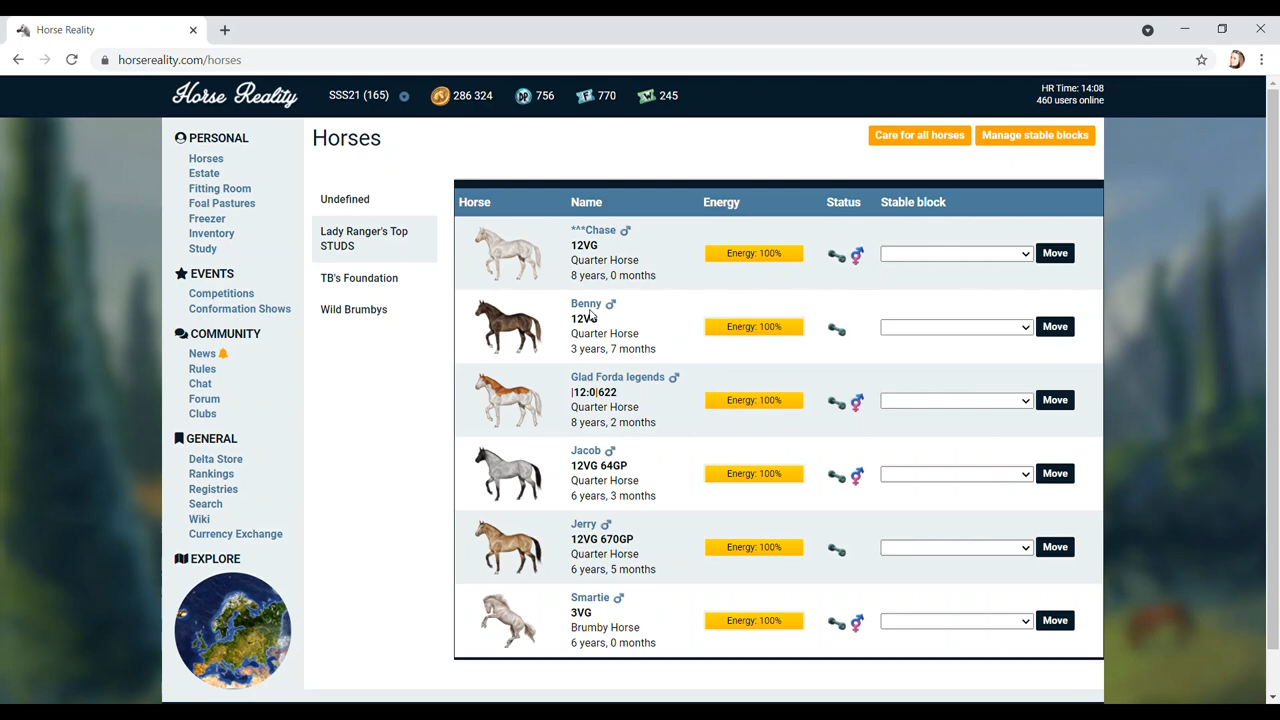 Horse Reality
horsereality.com/horses
Horse Reality
SSS21 (165)
286 324
DP
756
770
245
HR Time: 14:08
460 users online
PERSONAL
Horses
Estate
Fitting Room
Foal Pastures
Freezer
Inventory
Study
EVENTS
Competitions
Conformation Shows
COMMUNITY
News
Rules
Chat
Forum
Clubs
GENERAL
Delta Store
Rankings
Registries
Search
Wiki
Currency Exchange
EXPLORE
Horses
Care for all horses
Manage stable blocks
Undefined
Lady Ranger's Top
STUDS
TB's Foundation
Wild Brumbys
Horse Name Energy Status Stable block
***Chase
12VG
Quarter Horse
8 years, 0 months
Energy: 100%
Move
Benny
12VG
Quarter Horse
3 years, 7 months
Energy: 100%
Move
Glad Forda legends
|12:0|622
Quarter Horse
8 years, 2 months
Energy: 100%
Move
Jacob
12VG 64GP
Quarter Horse
6 years, 3 months
Energy: 100%
Move
Jerry
12VG 670GP
Quarter Horse
6 years, 5 months
Energy: 100%
Move
Smartie
3VG
Brumby Horse
6 years, 0 months
Energy: 100%
Move